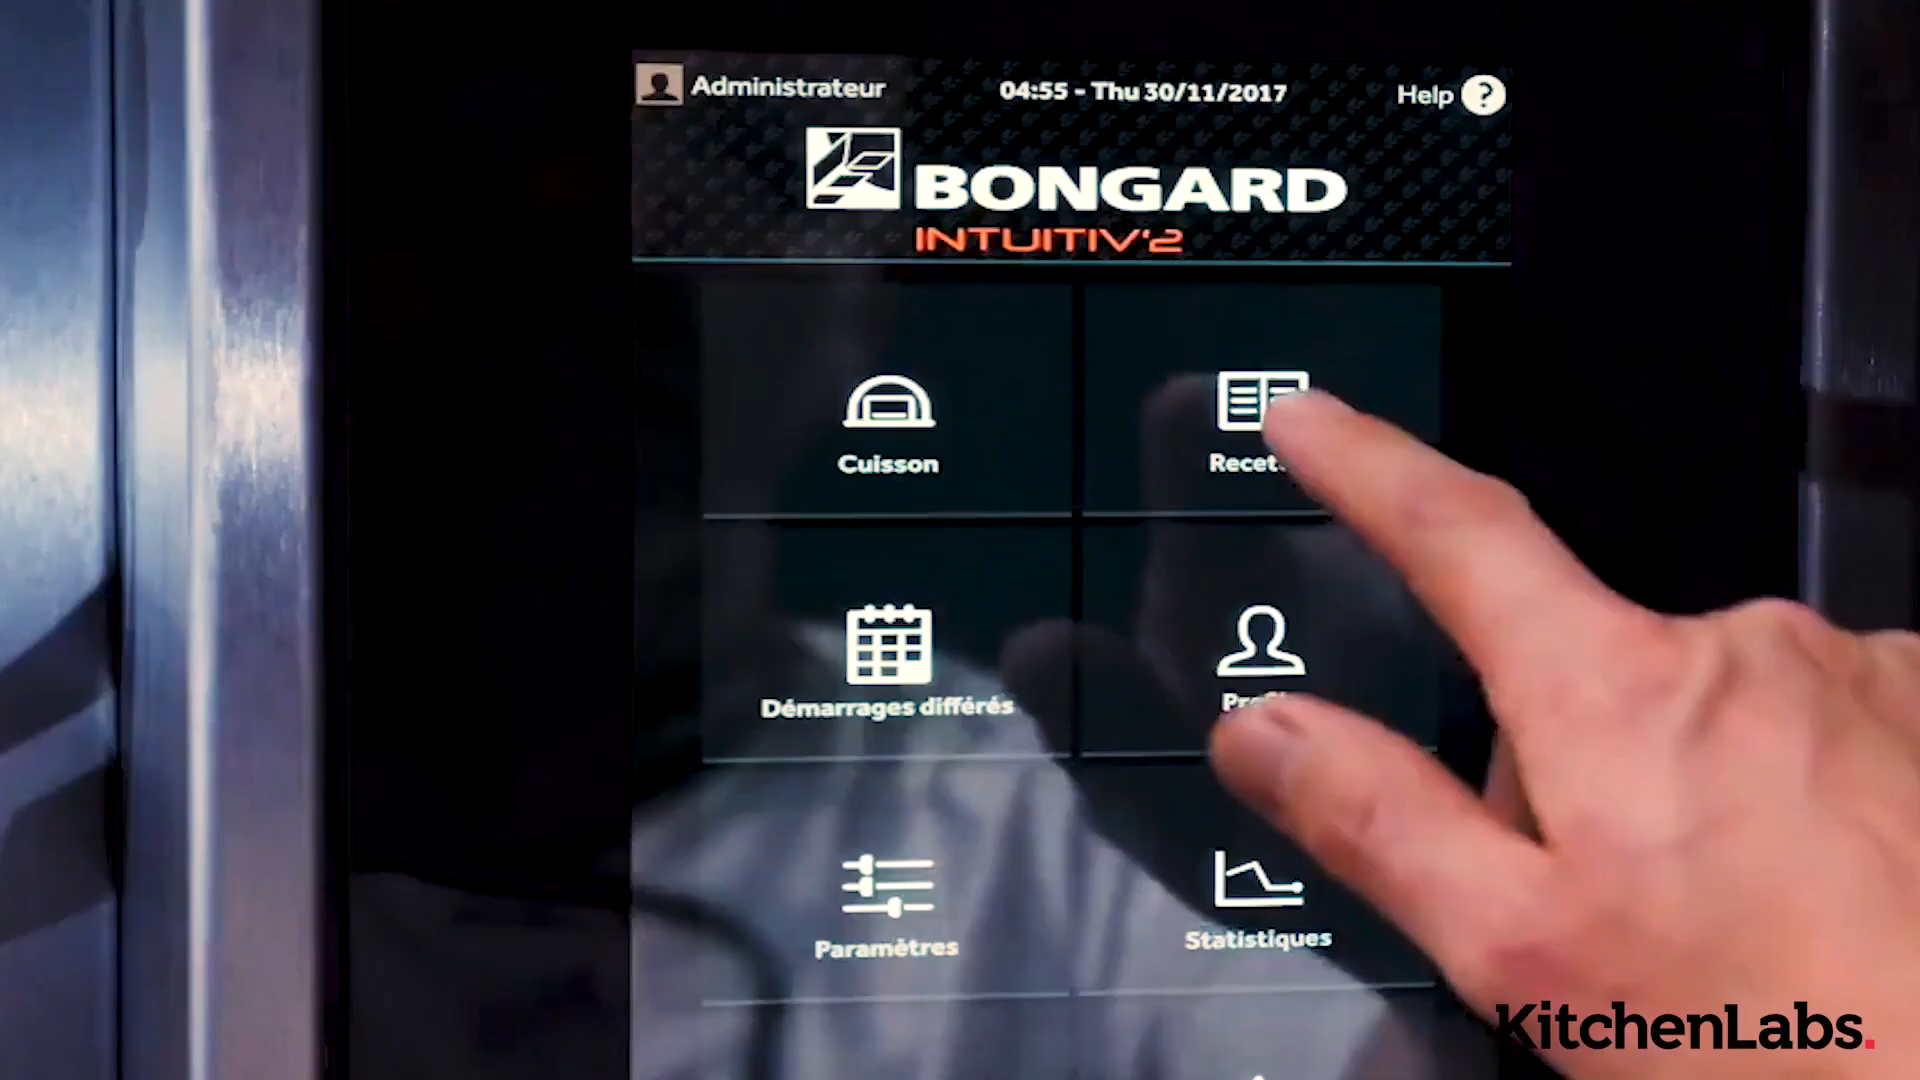 Administrateur
04:55 - Thu 30/11/2017
Help ?
BONGARD
INTUITIV'2
Cuisson
Démarrages différés
Paramètres
Statistiques
KitchenLabs.